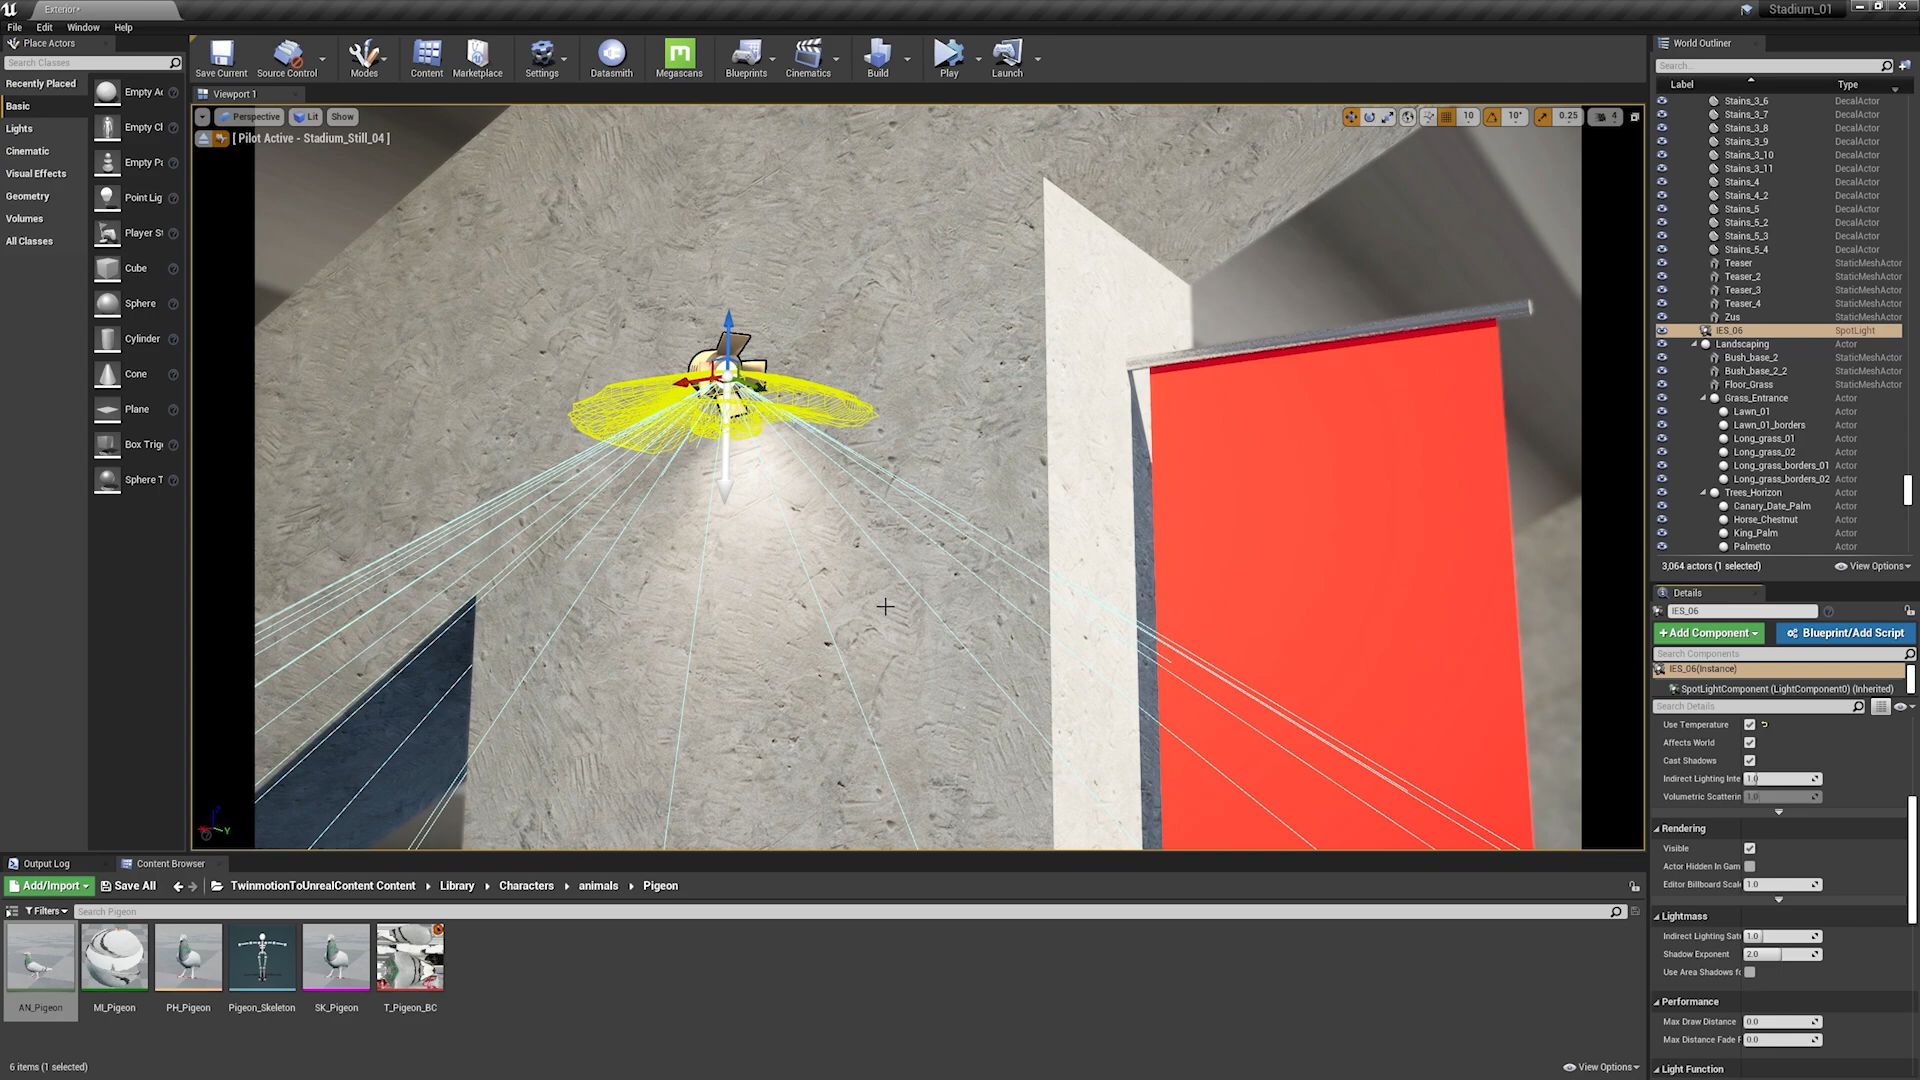 Exterior*
Stadium_01
File Edit Window Help
Place Actors
Search Classes
Recently Placed
Basic
Lights
Cinematic
Visual Effects
Geometry
Volumes
All Classes
Empty Ac
Empty Cl
Empty Pa
Point Lig
Player St
Cube
Sphere
Cylinder
Cone
Plane
Box Trig
Sphere T
Save Current
Source Control
Modes
Content
Marketplace
Settings
Datasmith
Megascans
Blueprints
Cinematics
Build
Play
Launch
Viewport 1
Perspective
Lit
Show
10
10°
0.25
4
[ Pilot Active - Stadium_Still_04 ]
World Outliner
Search...
Label Type
Stains_3_6 DecalActor
Stains_3_7 DecalActor
Stains_3_8 DecalActor
Stains_3_9 DecalActor
Stains_3_10 DecalActor
Stains_3_11 DecalActor
Stains_4 DecalActor
Stains_4_2 DecalActor
Stains_5 DecalActor
Stains_5_2 DecalActor
Stains_5_3 DecalActor
Stains_5_4 DecalActor
Teaser StaticMeshActor
Teaser_2 StaticMeshActor
Teaser_3 StaticMeshActor
Teaser_4 StaticMeshActor
Zus StaticMeshActor
IES_06 SpotLight
Landscaping Actor
Bush_base_2 StaticMeshActor
Bush_base_2_2 StaticMeshActor
Floor_Grass StaticMeshActor
Grass_Entrance Actor
Lawn_01 Actor
Lawn_01_borders Actor
Long_grass_01 Actor
Long_grass_02 Actor
Long_grass_borders_01 Actor
Long_grass_borders_02 Actor
Trees_Horizon Actor
Canary_Date_Palm Actor
Horse_Chestnut Actor
King_Palm Actor
Palmetto Actor
3,064 actors (1 selected)
View Options
Details
IES_06
+Add Component
Blueprint/Add Script
Search Components
IES_06(Instance)
SpotLightComponent (LightComponent0) (Inherited)
Search Details
Use Temperature
Affects World
Cast Shadows
Indirect Lighting Inte 1.0
Volumetric Scatterin 1.0
Rendering
Visible
Actor Hidden In Gam
Editor Billboard Scal 1.0
Lightmass
Indirect Lighting Sat 1.0
Shadow Exponent 2.0
Use Area Shadows fo
Performance
Max Draw Distance 0.0
Max Distance Fade F 0.0
Light Function
Output Log
Content Browser
Add/Import
Save All
TwinmotionToUnrealContent Content
Library
Characters
animals
Pigeon
Filters
Search Pigeon
AN_Pigeon
MI_Pigeon
PH_Pigeon
Pigeon_Skeleton
SK_Pigeon
T_Pigeon_BC
6 items (1 selected)
View Options